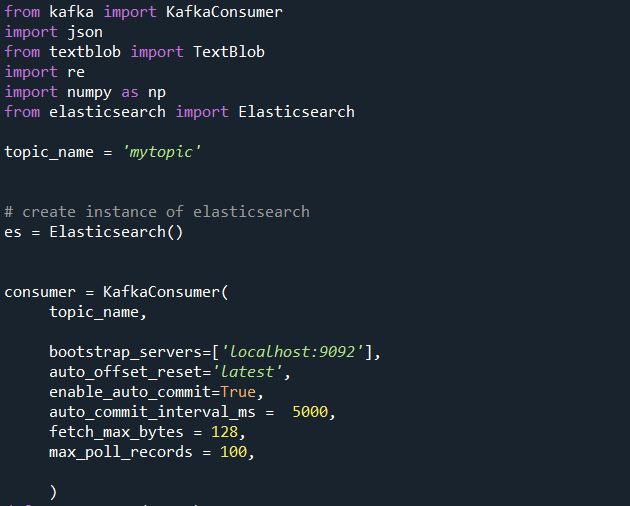 from kafka import KafkaConsumer
import json
from textblob import TextBlob
import re
import numpy as np
from elasticsearch import Elasticsearch
topic_name = 'mytopic'
# create instance of elasticsearch
es = Elasticsearch()
consumer = KafkaConsumer(
topic_name,
bootstrap_servers=['localhost:9092'],
auto_offset_reset='latest',
enable_auto_commit=True,
auto_commit_interval_ms =  5000,
fetch_max_bytes = 128,
max_poll_records = 100,
)